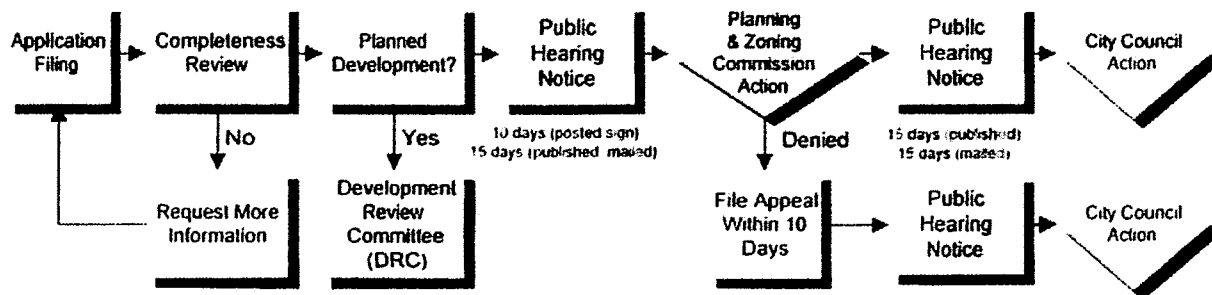 Application
Filing
Completeness
Review
Planned
Development?
Public
Hearing
Notice
Planning
& Zoning
Commission
Action
Public
Hearing
Notice
City Council
Action
No
Yes
10 days (posted sign)
15 days (published mailed)
Denied
15 days (published)
15 days (mailed)
Request More
Information
Development
Review
Committee
(DRC)
File Appeal
Within 10
Days
Public
Hearing
Notice
City Council
Action